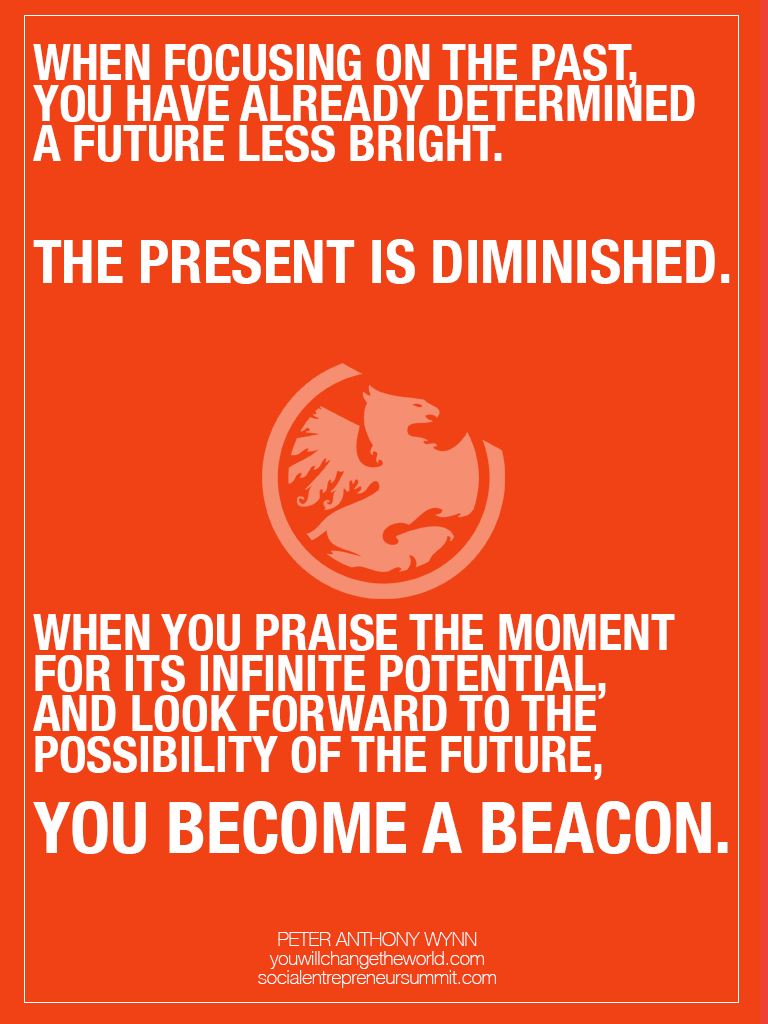 WHEN FOCUSING ON THE PAST,
YOU HAVE ALREADY DETERMINED
A FUTURE LESS BRIGHT.
THE PRESENT IS DIMINISHED.
WHEN YOU PRAISE THE MOMENT
FOR ITS INFINITE POTENTIAL,
AND LOOK FORWARD TO THE
POSSIBILITY OF THE FUTURE,
YOU BECOME A BEACON.
PETER ANTHONY WYNN
youwillchangetheworld.com
socialentrepreneursummit.com